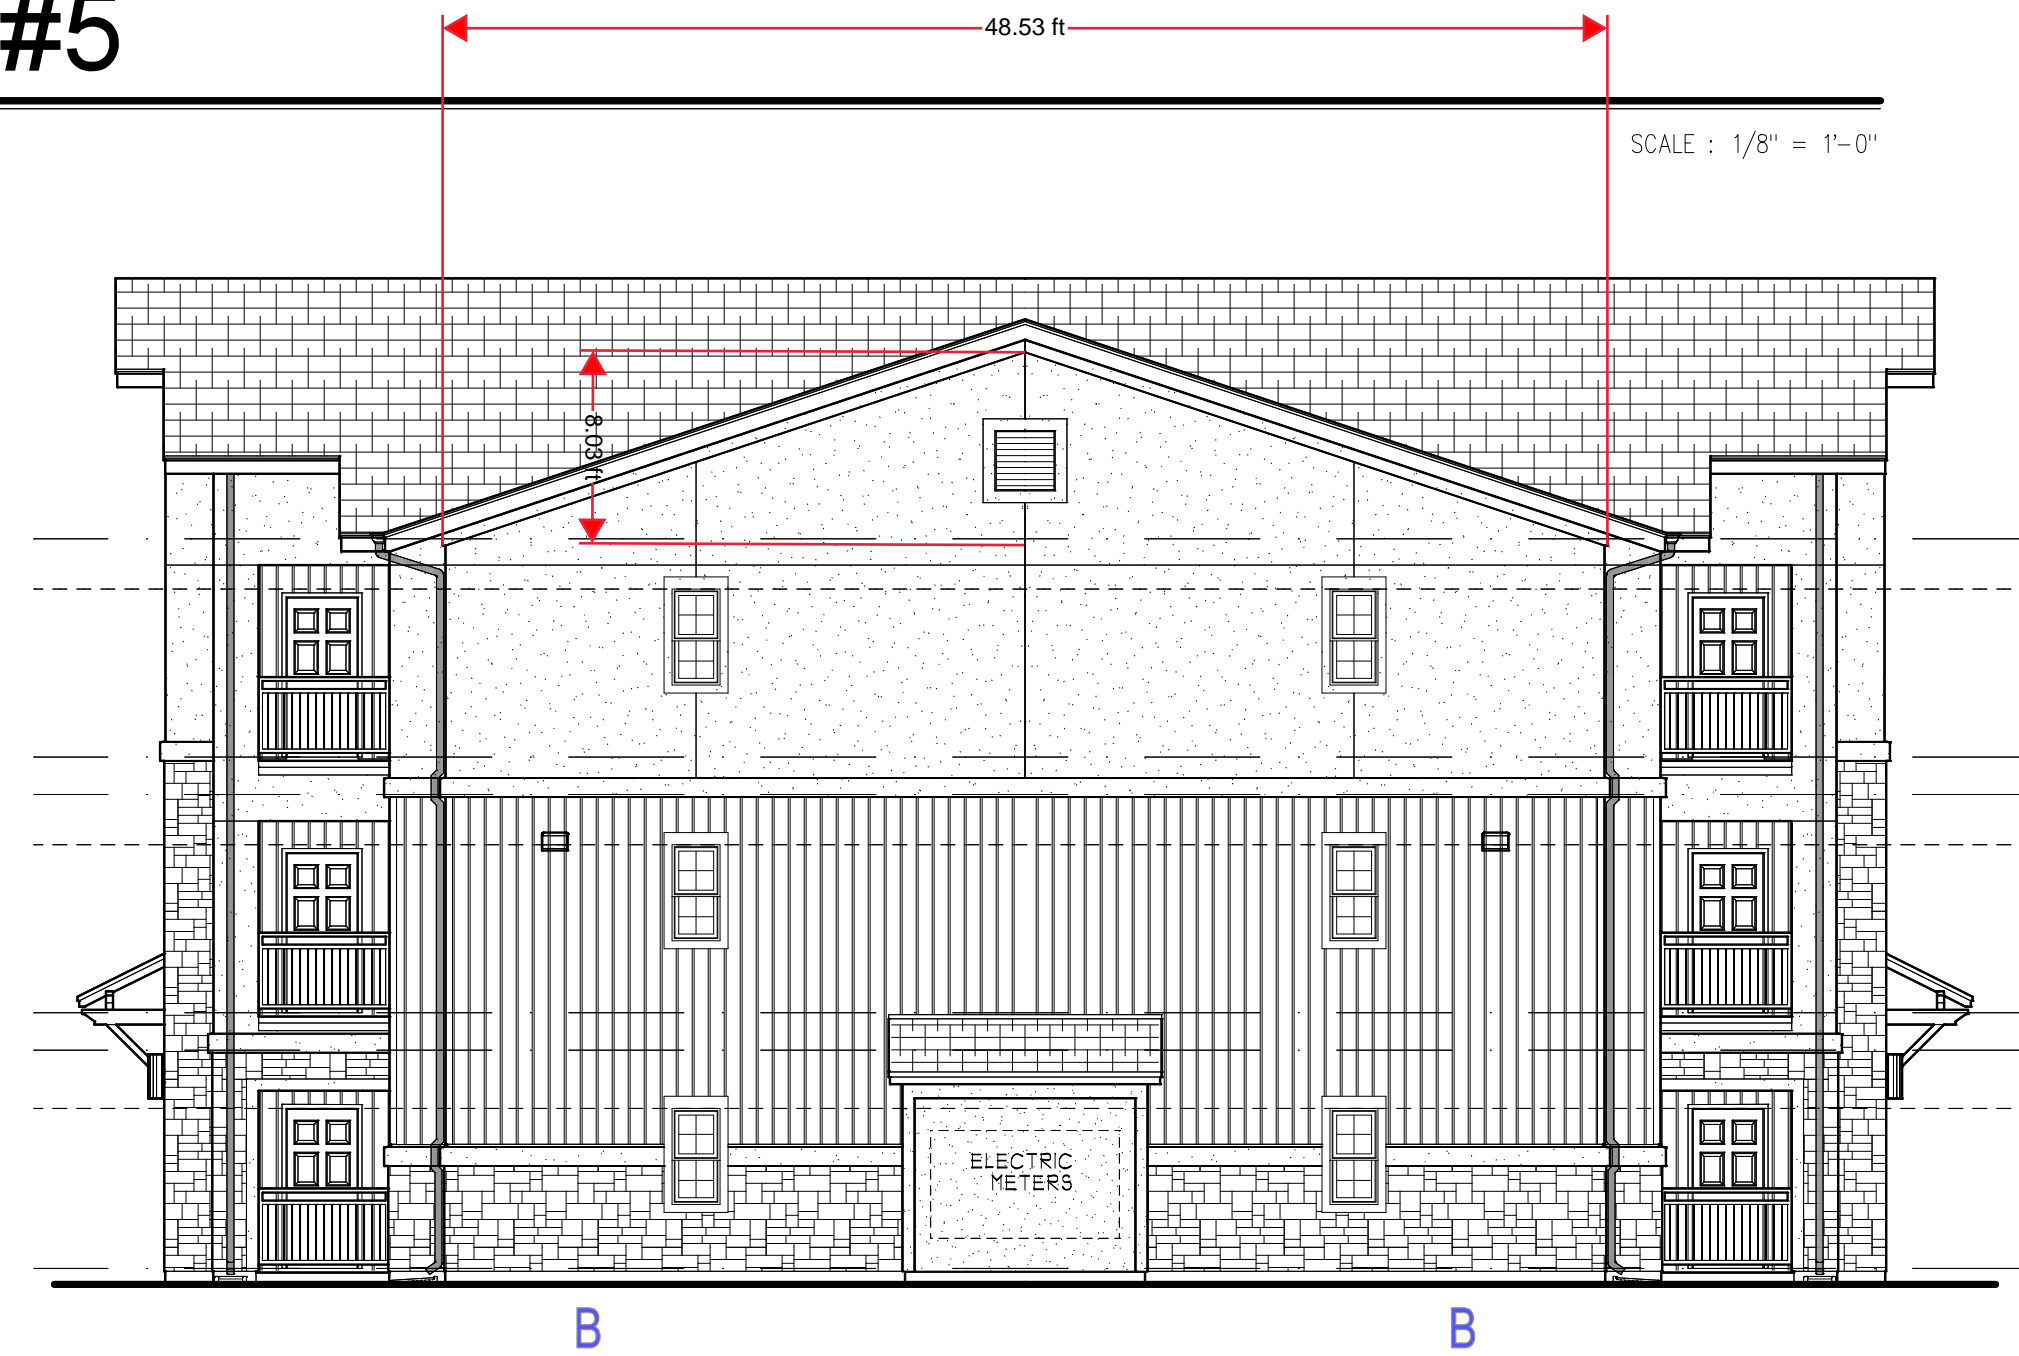 #5
48.53 ft
SCALE : 1/8" = 1'-0"
8.03 ft
ELECTRIC
METERS
B B